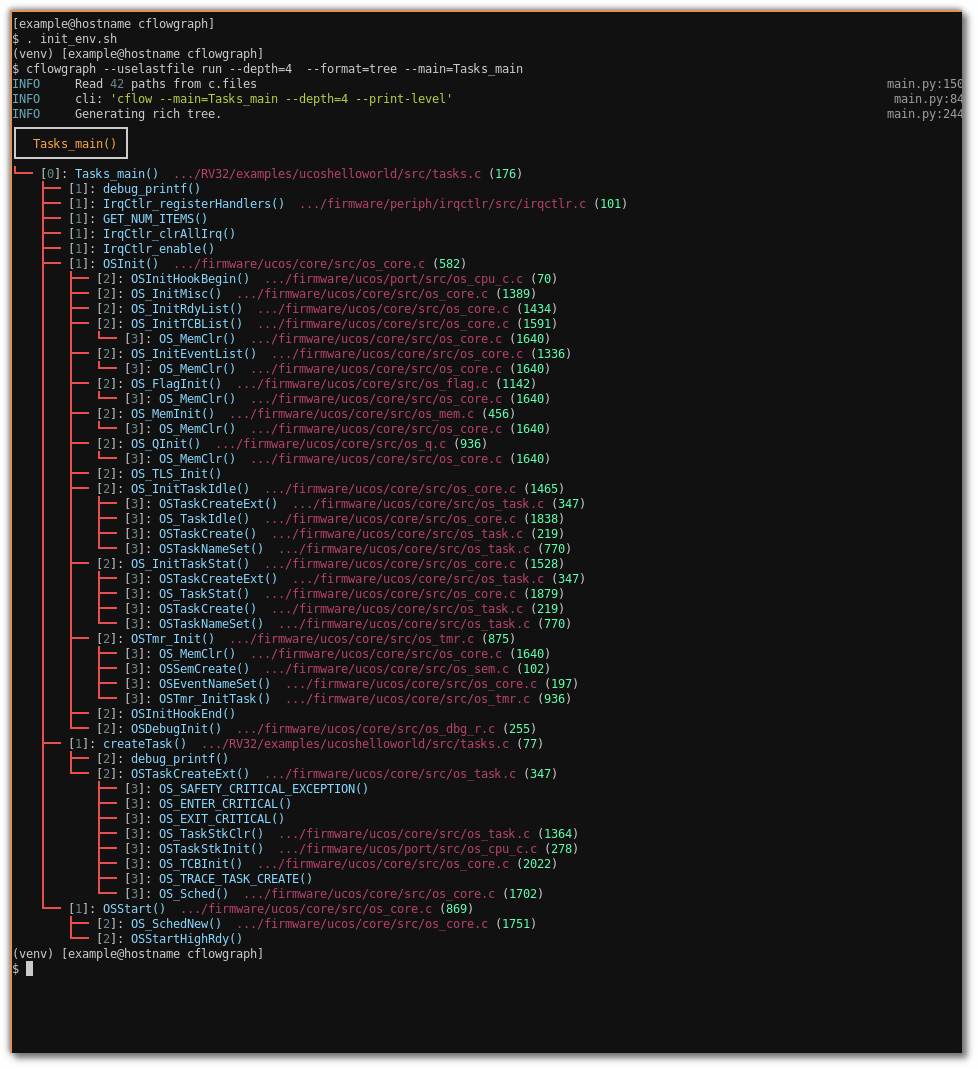 [example@hostname cflowgraph]
$ . init_env.sh
(venv) [example@hostname cflowgraph]
$ cflowgraph --uselastfile run --depth=4  --format=tree --main=Tasks_main
INFO     Read 42 paths from c.files main.py:150
INFO     cli: 'cflow --main=Tasks_main --depth=4 --print-level' main.py:84
INFO     Generating rich tree. main.py:244
Tasks_main()
[0]: Tasks_main()  .../RV32/examples/ucoshelloworld/src/tasks.c (176)
[1]: debug_printf()
[1]: IrqCtlr_registerHandlers()  .../firmware/periph/irqctlr/src/irqctlr.c (101)
[1]: GET_NUM_ITEMS()
[1]: IrqCtlr_clrAllIrq()
[1]: IrqCtlr_enable()
[1]: OSInit()  .../firmware/ucos/core/src/os_core.c (582)
[2]: OSInitHookBegin()  .../firmware/ucos/port/src/os_cpu_c.c (70)
[2]: OS_InitMisc()  .../firmware/ucos/core/src/os_core.c (1389)
[2]: OS_InitRdyList()  .../firmware/ucos/core/src/os_core.c (1434)
[2]: OS_InitTCBList()  .../firmware/ucos/core/src/os_core.c (1591)
[3]: OS_MemClr()  .../firmware/ucos/core/src/os_core.c (1640)
[2]: OS_InitEventList()  .../firmware/ucos/core/src/os_core.c (1336)
[3]: OS_MemClr()  .../firmware/ucos/core/src/os_core.c (1640)
[2]: OS_FlagInit()  .../firmware/ucos/core/src/os_flag.c (1142)
[3]: OS_MemClr()  .../firmware/ucos/core/src/os_core.c (1640)
[2]: OS_MemInit()  .../firmware/ucos/core/src/os_mem.c (456)
[3]: OS_MemClr()  .../firmware/ucos/core/src/os_core.c (1640)
[2]: OS_QInit()  .../firmware/ucos/core/src/os_q.c (936)
[3]: OS_MemClr()  .../firmware/ucos/core/src/os_core.c (1640)
[2]: OS_TLS_Init()
[2]: OS_InitTaskIdle()  .../firmware/ucos/core/src/os_core.c (1465)
[3]: OSTaskCreateExt()  .../firmware/ucos/core/src/os_task.c (347)
[3]: OS_TaskIdle()  .../firmware/ucos/core/src/os_core.c (1838)
[3]: OSTaskCreate()  .../firmware/ucos/core/src/os_task.c (219)
[3]: OSTaskNameSet()  .../firmware/ucos/core/src/os_task.c (770)
[2]: OS_InitTaskStat()  .../firmware/ucos/core/src/os_core.c (1528)
[3]: OSTaskCreateExt()  .../firmware/ucos/core/src/os_task.c (347)
[3]: OS_TaskStat()  .../firmware/ucos/core/src/os_core.c (1879)
[3]: OSTaskCreate()  .../firmware/ucos/core/src/os_task.c (219)
[3]: OSTaskNameSet()  .../firmware/ucos/core/src/os_task.c (770)
[2]: OSTmr_Init()  .../firmware/ucos/core/src/os_tmr.c (875)
[3]: OS_MemClr()  .../firmware/ucos/core/src/os_core.c (1640)
[3]: OSSemCreate()  .../firmware/ucos/core/src/os_sem.c (102)
[3]: OSEventNameSet()  .../firmware/ucos/core/src/os_core.c (197)
[3]: OSTmr_InitTask()  .../firmware/ucos/core/src/os_tmr.c (936)
[2]: OSInitHookEnd()
[2]: OSDebugInit()  .../firmware/ucos/core/src/os_dbg_r.c (255)
[1]: createTask()  .../RV32/examples/ucoshelloworld/src/tasks.c (77)
[2]: debug_printf()
[2]: OSTaskCreateExt()  .../firmware/ucos/core/src/os_task.c (347)
[3]: OS_SAFETY_CRITICAL_EXCEPTION()
[3]: OS_ENTER_CRITICAL()
[3]: OS_EXIT_CRITICAL()
[3]: OS_TaskStkClr()  .../firmware/ucos/core/src/os_task.c (1364)
[3]: OSTaskStkInit()  .../firmware/ucos/port/src/os_cpu_c.c (278)
[3]: OS_TCBInit()  .../firmware/ucos/core/src/os_core.c (2022)
[3]: OS_TRACE_TASK_CREATE()
[3]: OS_Sched()  .../firmware/ucos/core/src/os_core.c (1702)
[1]: OSStart()  .../firmware/ucos/core/src/os_core.c (869)
[2]: OS_SchedNew()  .../firmware/ucos/core/src/os_core.c (1751)
[2]: OSStartHighRdy()
(venv) [example@hostname cflowgraph]
$